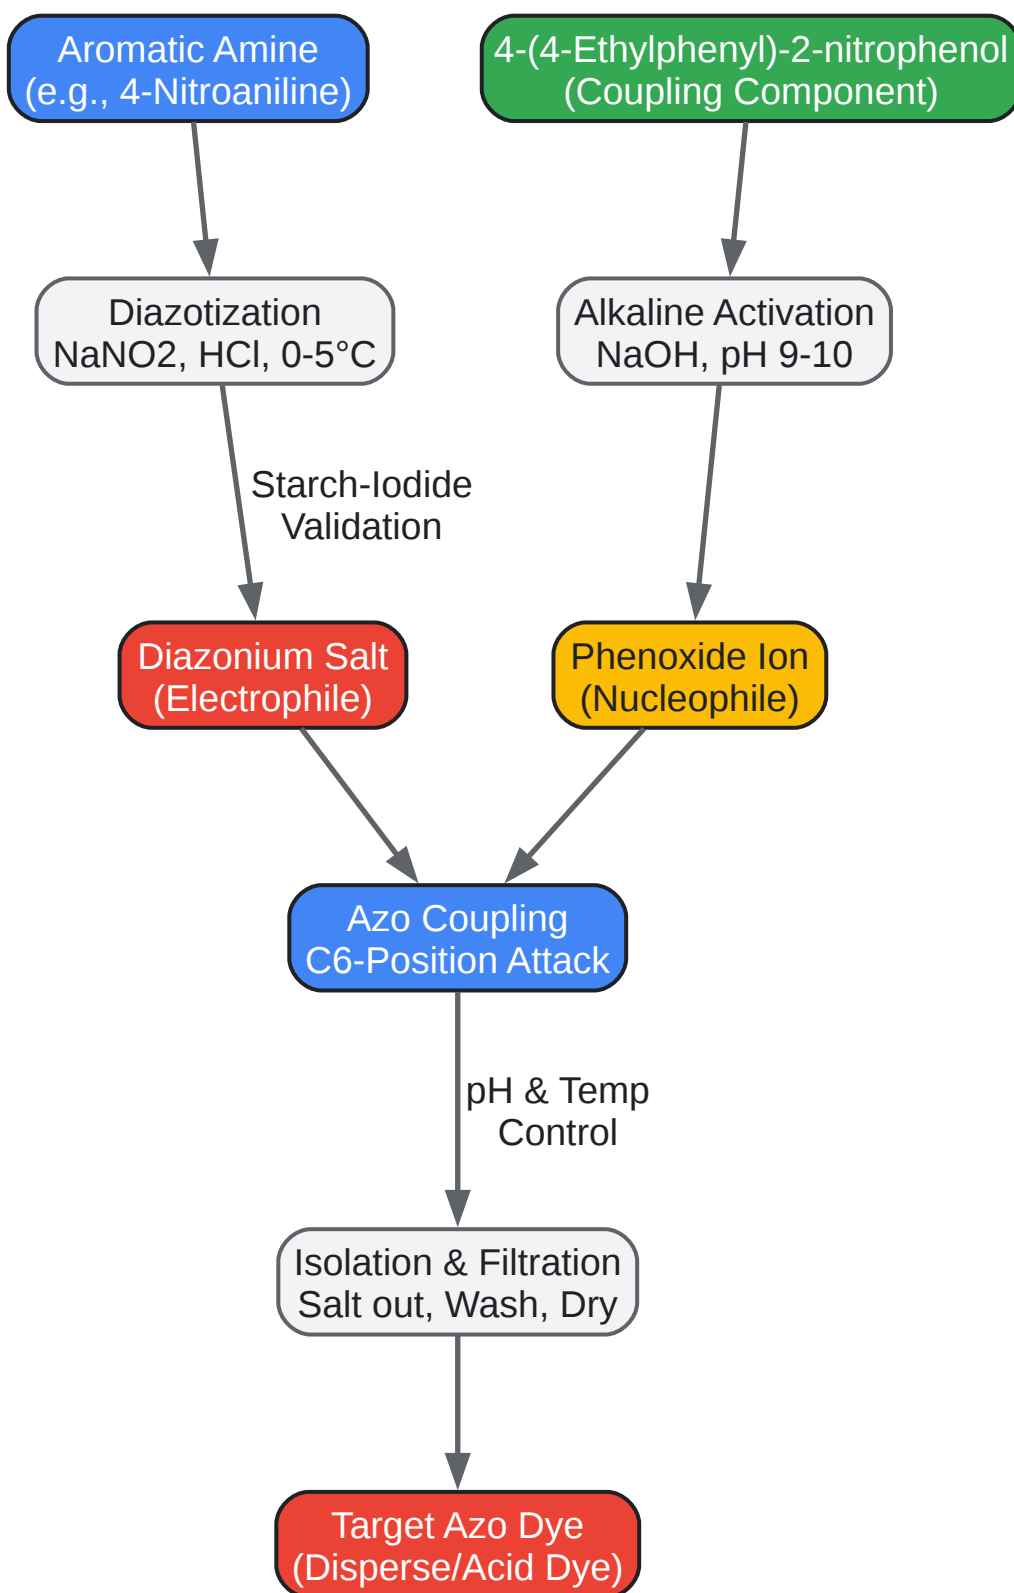 Aromatic Amine
(e.g., 4-Nitroaniline)
4-(4-Ethylphenyl)-2-nitrophenol
(Coupling Component)
Diazotization
NaNO2, HCl, 0-5°C
Alkaline Activation
NaOH, pH 9-10
Starch-Iodide
Validation
Diazonium Salt
(Electrophile)
Phenoxide Ion
(Nucleophile)
Azo Coupling
C6-Position Attack
pH & Temp
Control
Isolation & Filtration
Salt out, Wash, Dry
Target Azo Dye
(Disperse/Acid Dye)